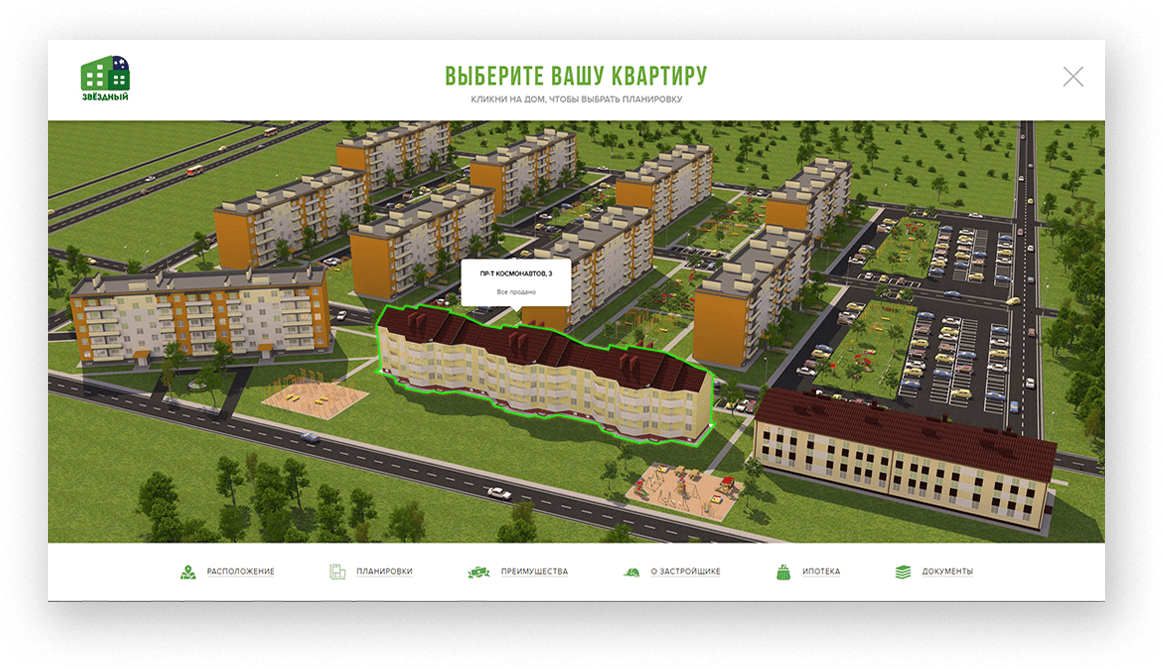 ВЫБЕРИТЕ ВАШУ КВАРТИРУ
КЛИКНИ НА ДОМ, ЧТОБЫ ВЫБРАТЬ ПЛАНИРОВКУ
ЗВЁЗДНЫЙ
ПР-Т КОСМОНАВТОВ, 3
Все продано
РАСПОЛОЖЕНИЕ
ПЛАНИРОВКИ
ПРЕИМУЩЕСТВА
О ЗАСТРОЙЩИКЕ
ИПОТЕКА
ДОКУМЕНТЫ